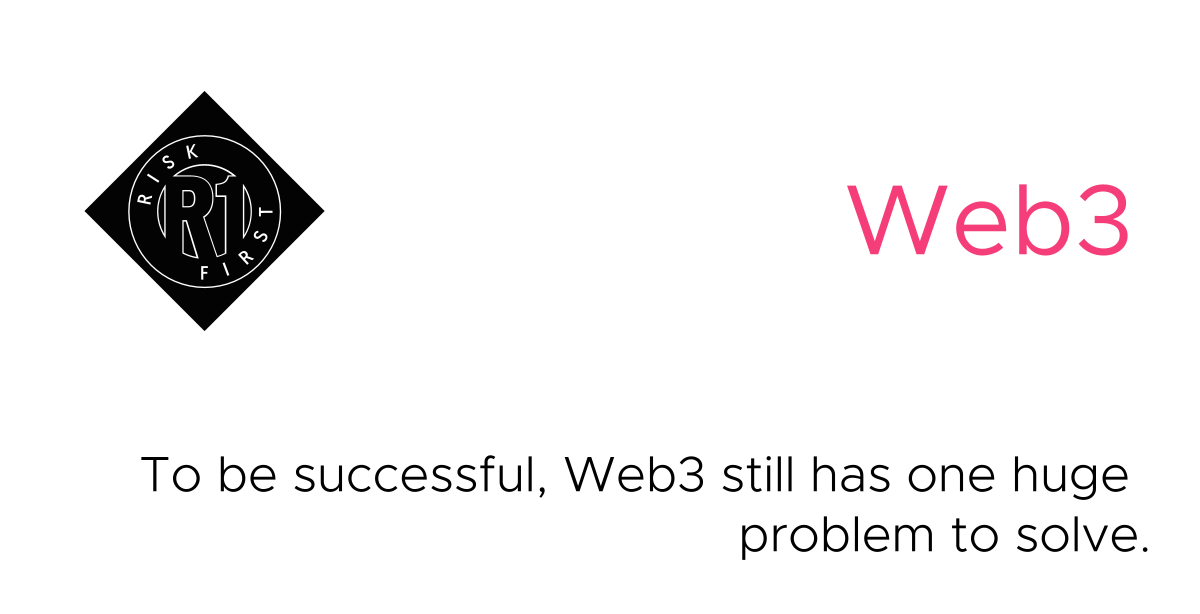 RISK
FIRST
R1
Web3
To be successful, Web3 still has one huge
problem to solve.